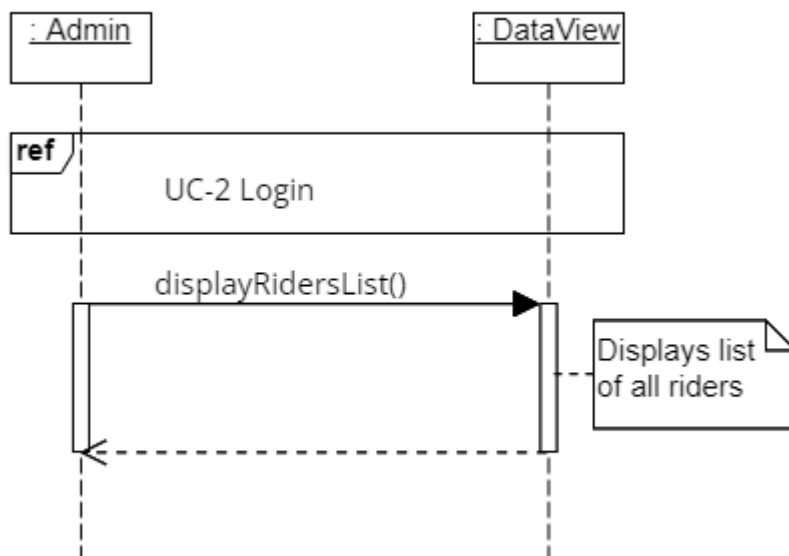 : Admin
: DataView
ref
UC-2 Login
displayRidersList()
Displays list
of all riders